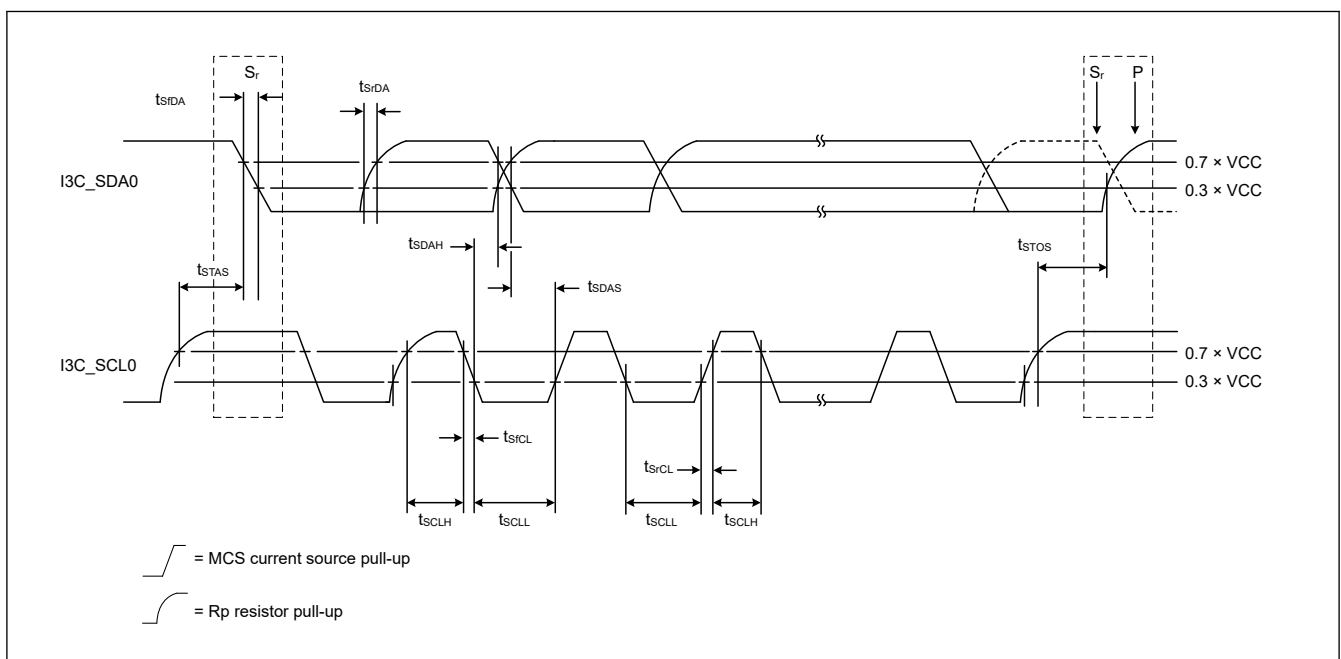 Sr
Sr P
tSfDA
tSrDA
0.7 × VCC
I3C_SDA0
0.3 × VCC
tSDAH
tSTOS
tSTAS
tSDAS
0.7 × VCC
I3C_SCL0
0.3 × VCC
tSfCL
tSrCL
tSCLH tSCLL tSCLL tSCLH
= MCS current source pull-up
= Rp resistor pull-up